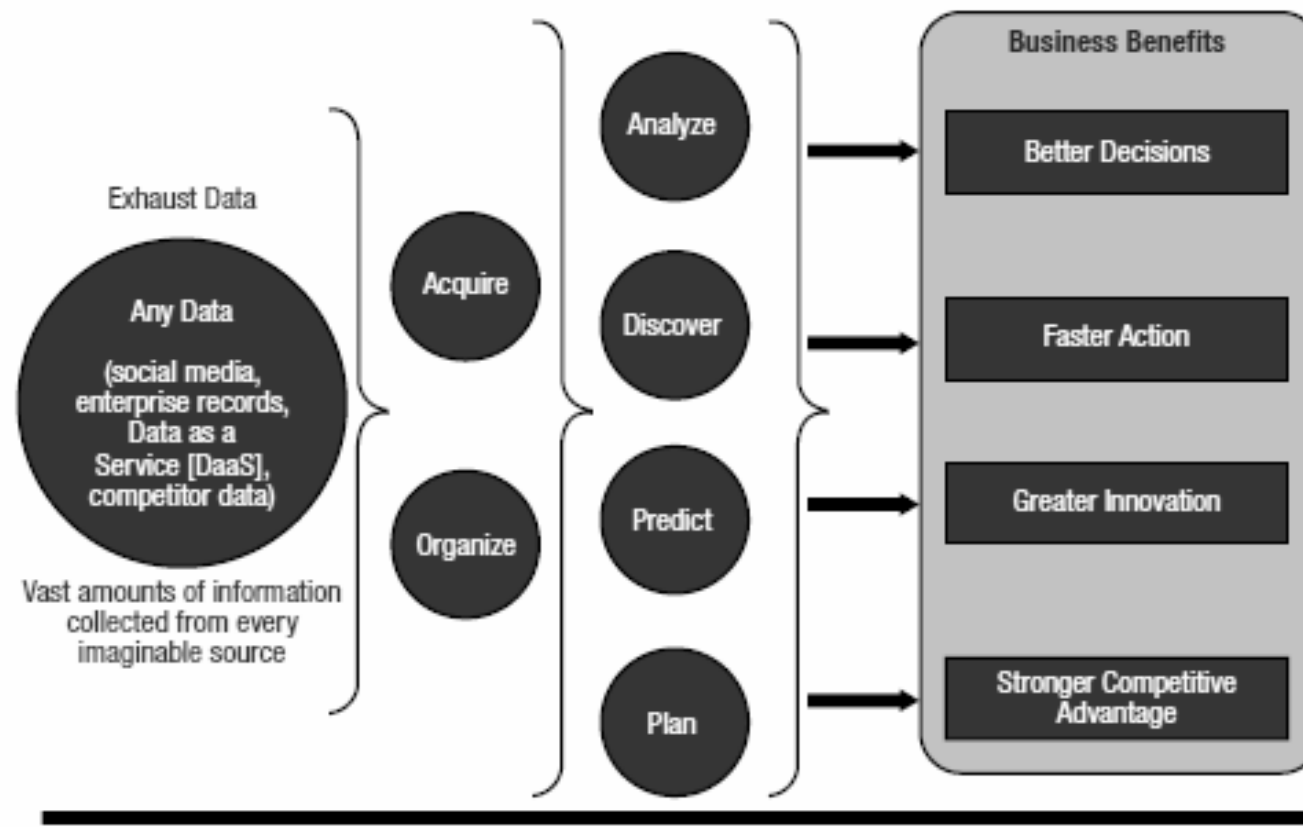 Exhaust Data
Any Data
(social media,
enterprise records,
Data as a
Service [DaaS],
competitor data)
Vast amounts of information
collected from every
imaginable source
Acquire
Organize
Analyze
Discover
Predict
Plan
Business Benefits
Better Decisions
Faster Action
Greater Innovation
Stronger Competitive
Advantage